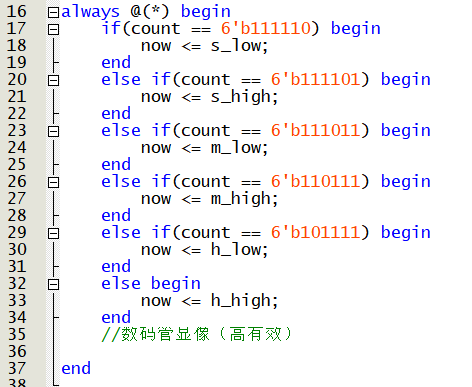 16 always @(*) begin
17     if(count == 6'b111110) begin
18         now <= s_low;
19     end
20     else if(count == 6'b111101) begin
21         now <= s_high;
22     end
23     else if(count == 6'b111011) begin
24         now <= m_low;
25     end
26     else if(count == 6'b110111) begin
27         now <= m_high;
28     end
29     else if(count == 6'b101111) begin
30         now <= h_low;
31     end
32     else begin
33         now <= h_high;
34     end
35     //数码管显像（高有效）
36
37 end
38